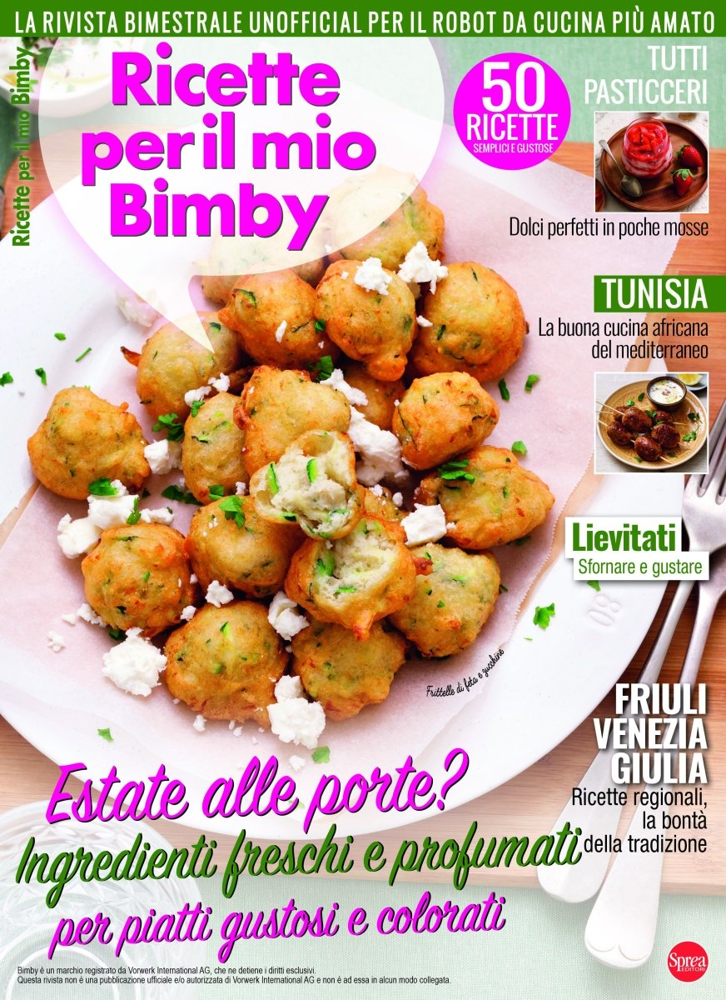 LA RIVISTA BIMESTRALE UNOFFICIAL PER IL ROBOT DA CUCINA PIÙ AMATO
Ricette per il mio Bimby
Ricette
per il mio
Bimby
50
RICETTE
SEMPLICI E GUSTOSE
TUTTI
PASTICCERI
Dolci perfetti in poche mosse
TUNISIA
La buona cucina africana
del mediterraneo
Lievitati
Sfornare e gustare
80
Frittelle di feta e zucchine
FRIULI
VENEZIA
GIULIA
Ricette regionali,
la bontà
della tradizione
Estate alle porte?
Ingredienti freschi e profumati
per piatti gustosi e colorati
Bimby è un marchio registrato da Vorwerk International AG, che ne detiene i diritti esclusivi.
Questa rivista non è una pubblicazione ufficiale e/o autorizzata di Vorwerk International AG e non è ad essa in alcun modo collegata.
Sprea
EDITORI